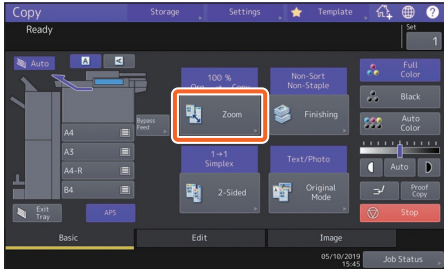 Copy
Storage
Settings
Template
?
Ready
Set
1
Auto
A
A
100 %
Non-Sort
Non-Staple
Full
Color
Zoom
Finishing
Black
Bypass
Feed
Auto
Color
A4
A3
A4-R
B4
1→1
Simplex
Text/Photo
Auto
2-Sided
Original
Mode
Proof
Copy
Exit
Tray
APS
Stop
Basic
Edit
Image
05/10/2019
15:45
Job Status